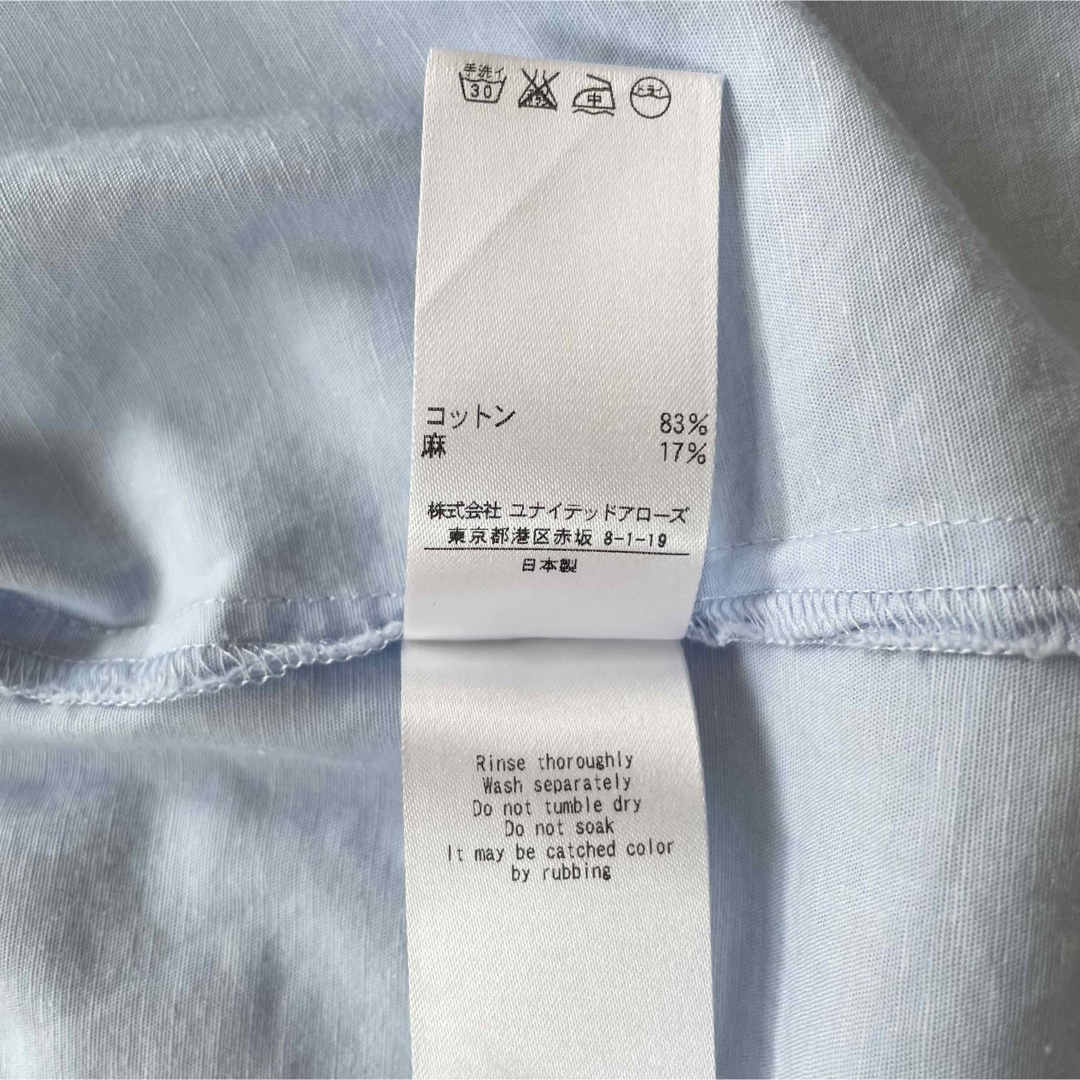 手洗イ
30
中
ドライ
コットン 83%
麻 17%
株式会社 ユナイテッドアローズ
東京都港区赤坂 8-1-19
日本製
Rinse thoroughly
Wash separately
Do not tumble dry
Do not soak
It may be catched color
by rubbing